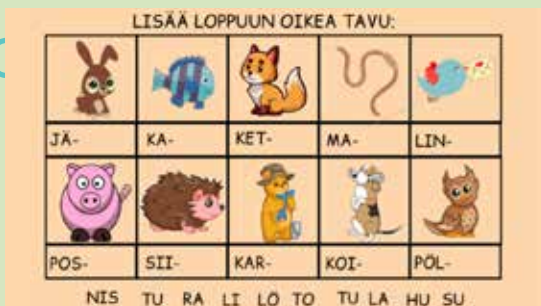 LISÄÄ LOPPUUN OIKEA TAVU:
JÄ- KA- KET- MA- LIN-
POS- SII- KAR- KOI- PÖL-
NIS TU RA LI LÖ TO TU LA HU SU